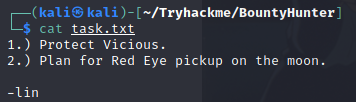 ┌──(kali㉿kali)-[~/Tryhackme/BountyHunter]
└─$ cat task.txt
1.) Protect Vicious.
2.) Plan for Red Eye pickup on the moon.

-lin